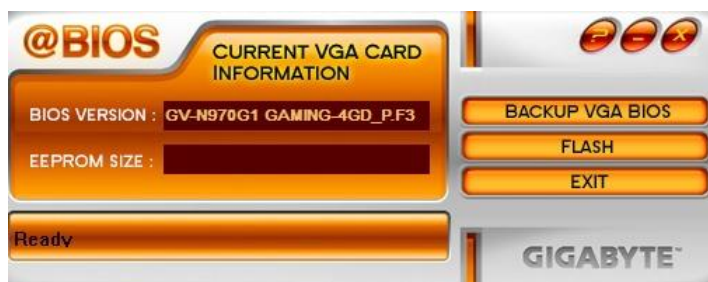 @BIOS
CURRENT VGA CARD
INFORMATION
BIOS VERSION : GV-N970G1 GAMING-4GD_P.F3
EEPROM SIZE :
Ready
? - X
BACKUP VGA BIOS
FLASH
EXIT
GIGABYTE™